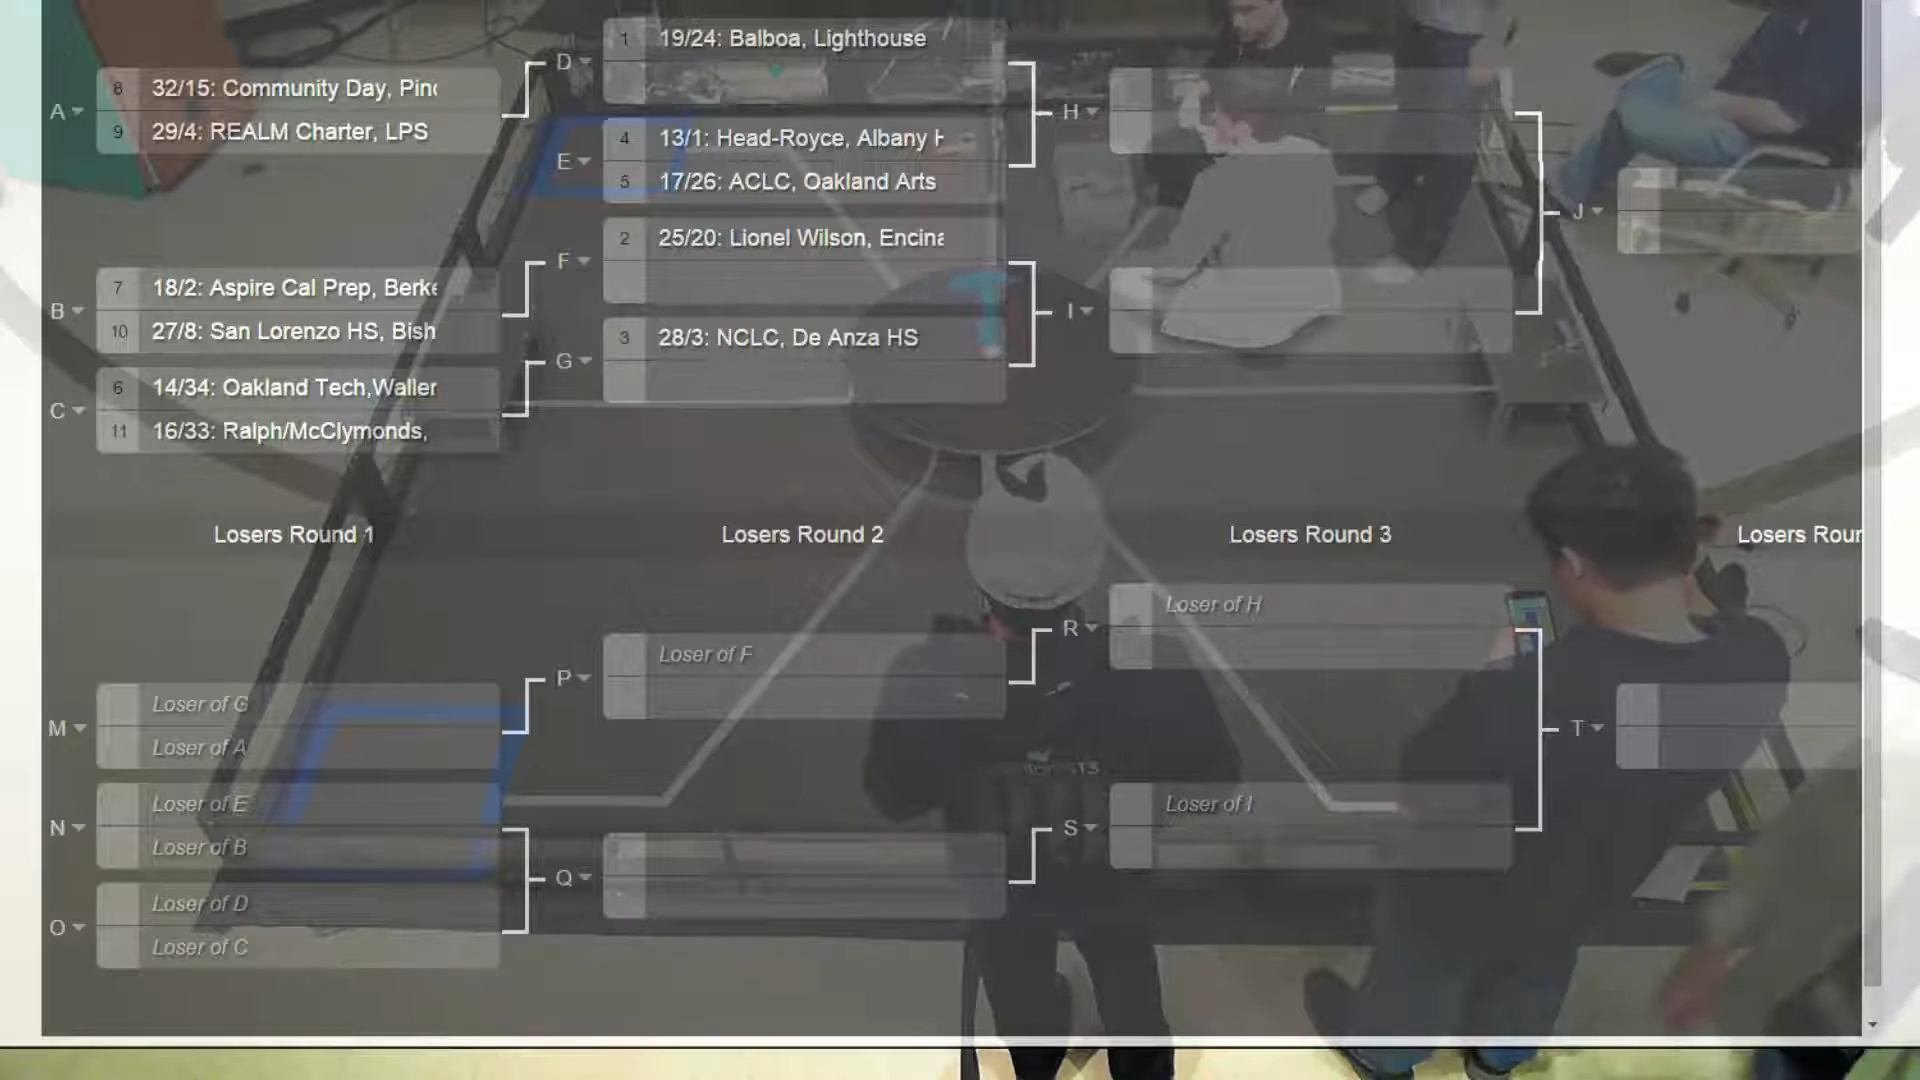 D
1 19/24: Balboa, Lighthouse
A
8 32/15: Community Day, Pinc
9 29/4: REALM Charter, LPS
H
E
4 13/1: Head-Royce, Albany H
5 17/26: ACLC, Oakland Arts
J
F
2 25/20: Lionel Wilson, Encina
B
7 18/2: Aspire Cal Prep, Berke
10 27/8: San Lorenzo HS, Bish
I
G
3 28/3: NCLC, De Anza HS
C
6 14/34: Oakland Tech,Waller
11 16/33: Ralph/McClymonds,
Losers Round 1
Losers Round 2
Losers Round 3
Losers Roun
R
Loser of H
P
Loser of F
M
Loser of G
Loser of A
T
N
Loser of E
Loser of B
S
Loser of I
Q
O
Loser of D
Loser of C